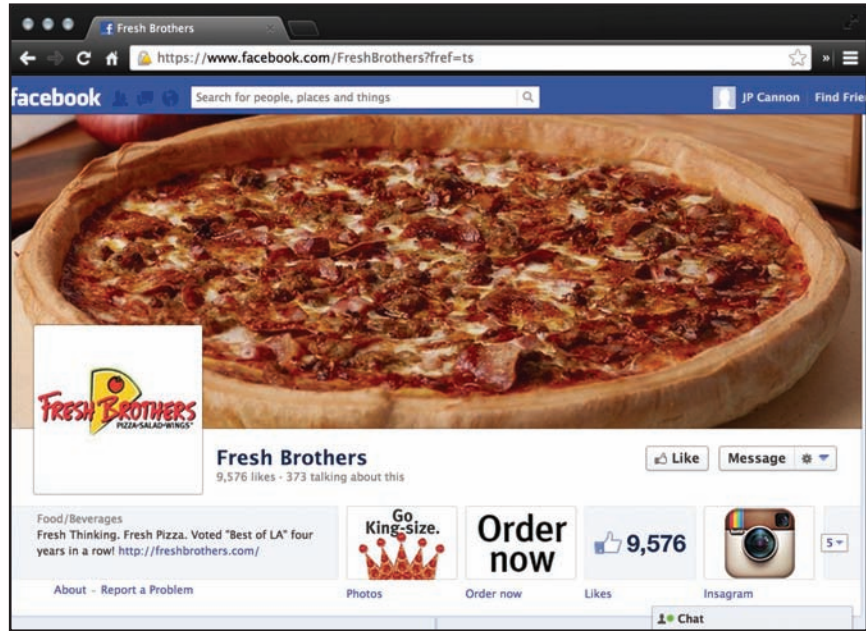 Fresh Brothers
https://www.facebook.com/FreshBrothers?fref=ts
facebook
Search for people, places and things
JP Cannon Find Frie
FRESH BROTHERS
PIZZA•SALAD•WINGS
Fresh Brothers
9,576 likes · 373 talking about this
Like
Message
Food/Beverages
Fresh Thinking. Fresh Pizza. Voted "Best of LA" four
years in a row! http://freshbrothers.com/
About - Report a Problem
Go
King-size.
Photos
Order
now
Order now
9,576
Likes
Insagram
5
Chat